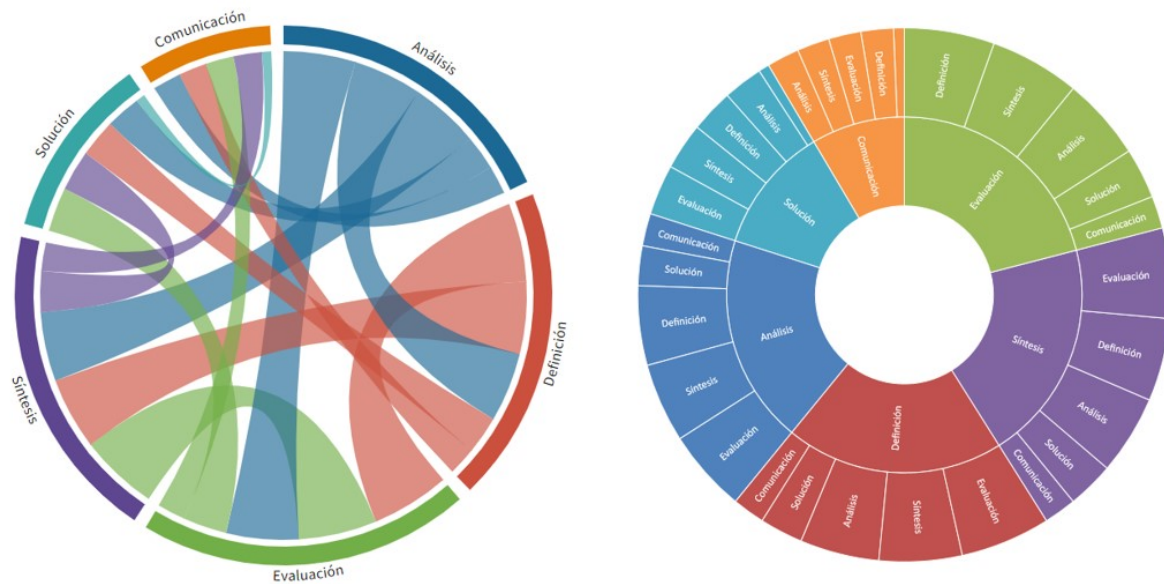 Comunicación
Análisis
Solución
Definición
Síntesis
Evaluación
Evaluación
Definición
Síntesis
Análisis
Solución
Comunicación
Síntesis
Evaluación
Definición
Análisis
Solución
Comunicación
Definición
Evaluación
Síntesis
Análisis
Solución
Comunicación
Análisis
Evaluación
Síntesis
Definición
Solución
Comunicación
Solución
Evaluación
Síntesis
Definición
Análisis
Comunicación
Análisis
Síntesis
Evaluación
Definición